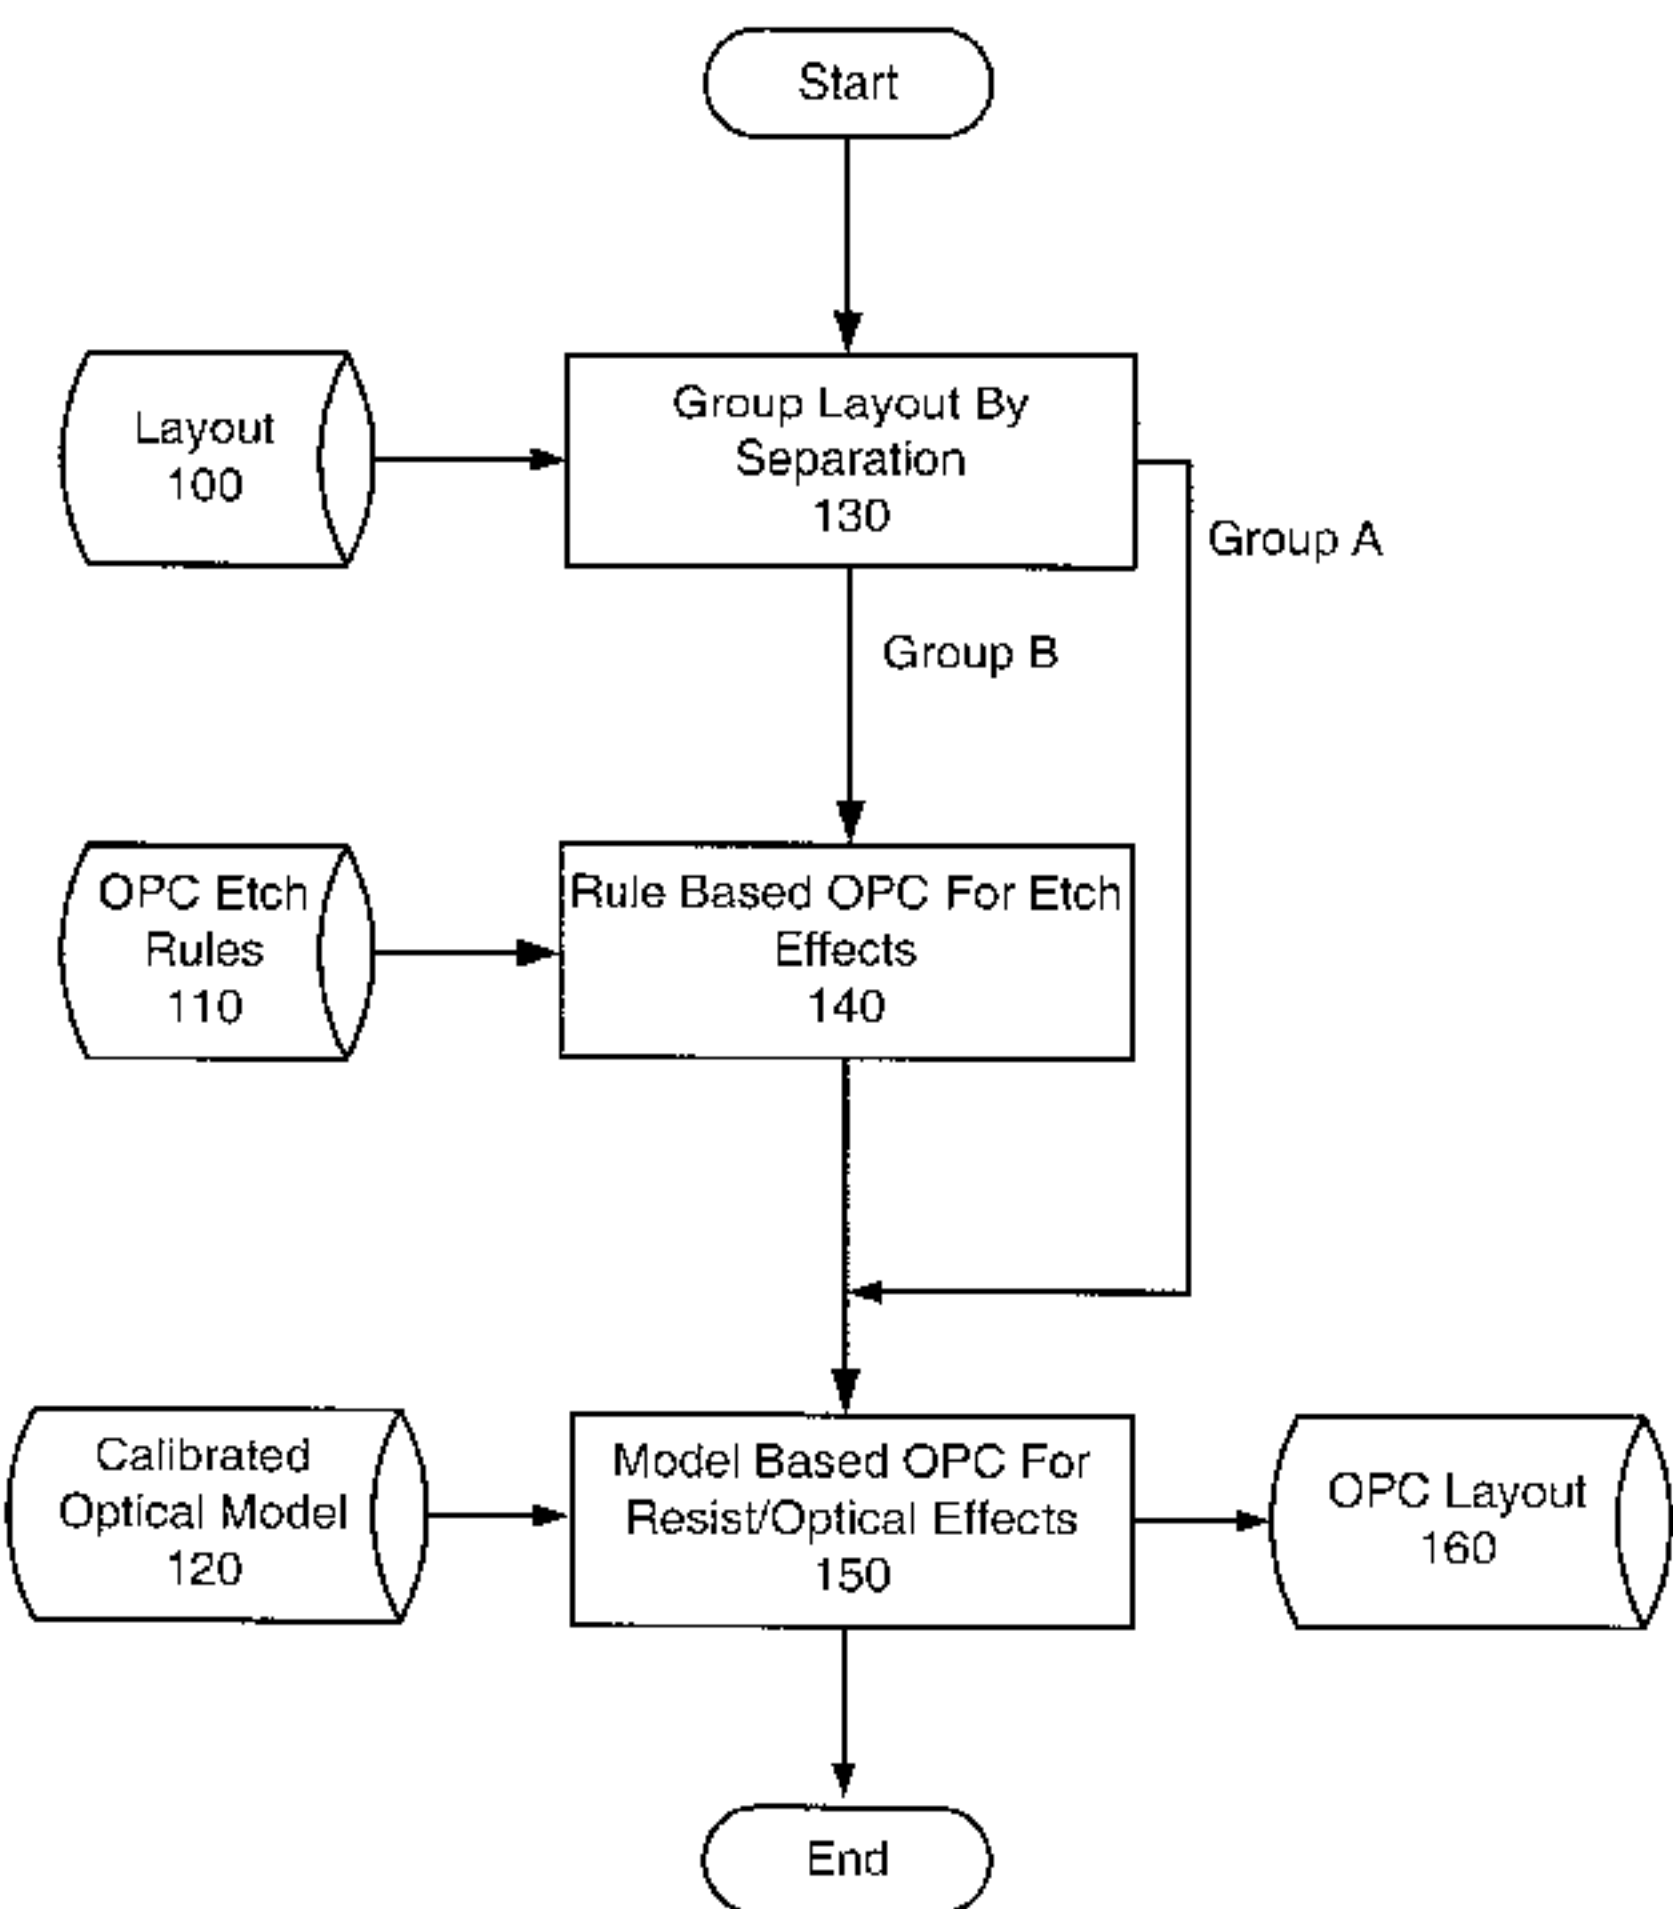 Start
Layout
100
Group Layout By
Separation
130
Group A
Group B
OPC Etch
Rules
110
Rule Based OPC For Etch
Effects
140
Calibrated
Optical Model
120
Model Based OPC For
Resist/Optical Effects
150
OPC Layout
160
End